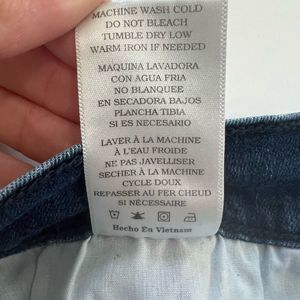 MACHINE WASH COLD
DO NOT BLEACH
TUMBLE DRY LOW
WARM IRON IF NEEDED
MAQUINA LAVADORA
CON AGUA FRIA
NO BLANQUEE
EN SECADORA BAJOS
PLANCHA TIBIA
SI ES NECESARIO
LAVER À LA MACHINE
À L'EAU FROIDE
NE PAS JAVELLISER
SÉCHER À LA MACHINE
CYCLE DOUX
REPASSER AU FER CHEUD
SI NÉCESSAIRE
Hecho En Vietnam